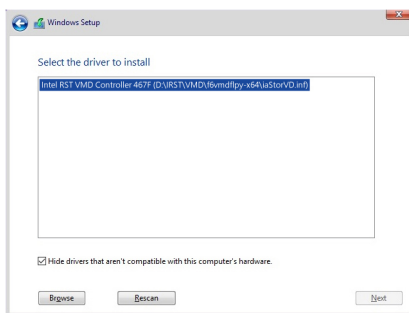 Windows Setup
Select the driver to install
Intel RST VMD Controller 467F (D:\IRST\VMD\f6vmdflpy-x64\iaStorVD.inf)
Hide drivers that aren't compatible with this computer's hardware.
Browse Rescan Next